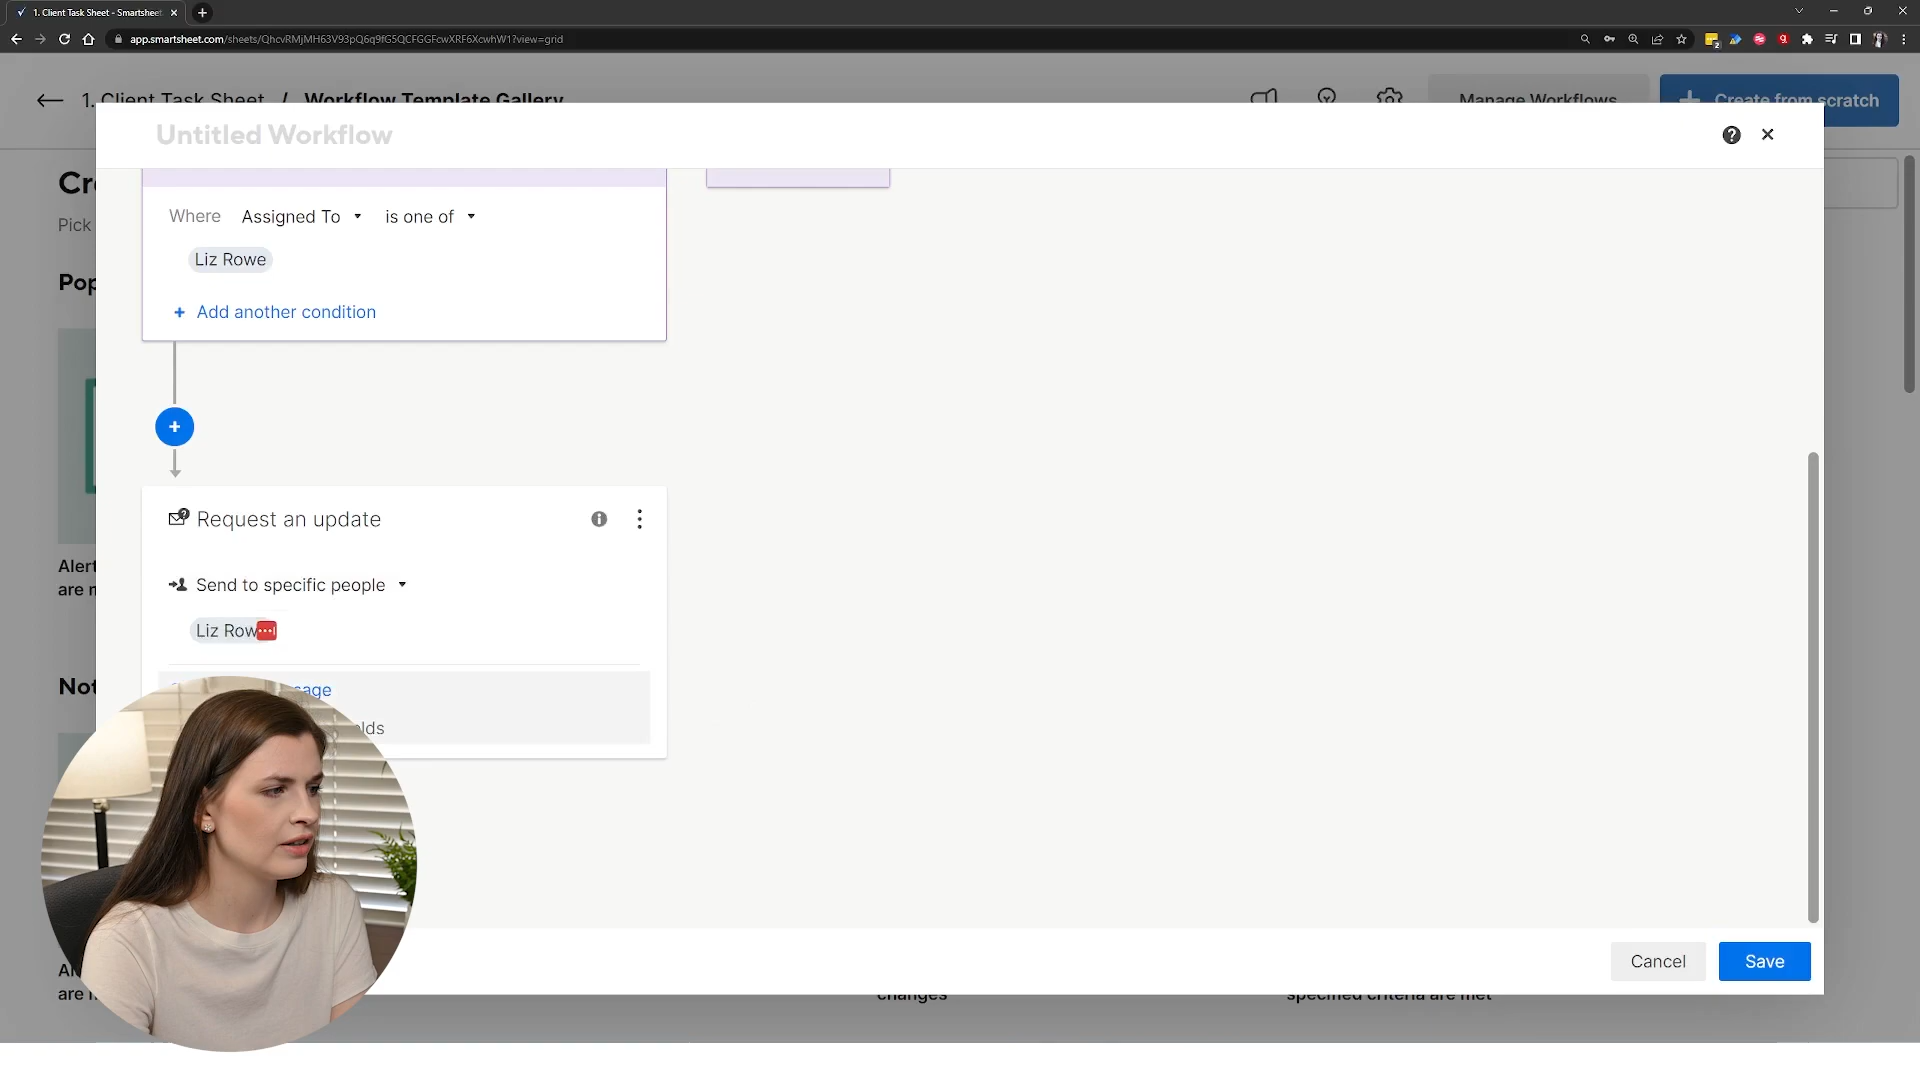 1. Client Task Sheet - Smartsheet
app.smartsheet.com/sheets/QhcvRMjMH63V93pQ6q9fG5QCFGGFcwXRF6XcwhW1?view=grid
2
1. Client Task Sheet / Workflow Template Gallery
Manage Workflows
Create from scratch
Untitled Workflow
Cr
Pick
Pop
Where Assigned To is one of
Liz Rowe
+ Add another condition
+
Request an update
Send to specific people
Liz Row
Alert
are n
Not
sage
lds
Cancel
Save
are n
changes
specified criteria are met